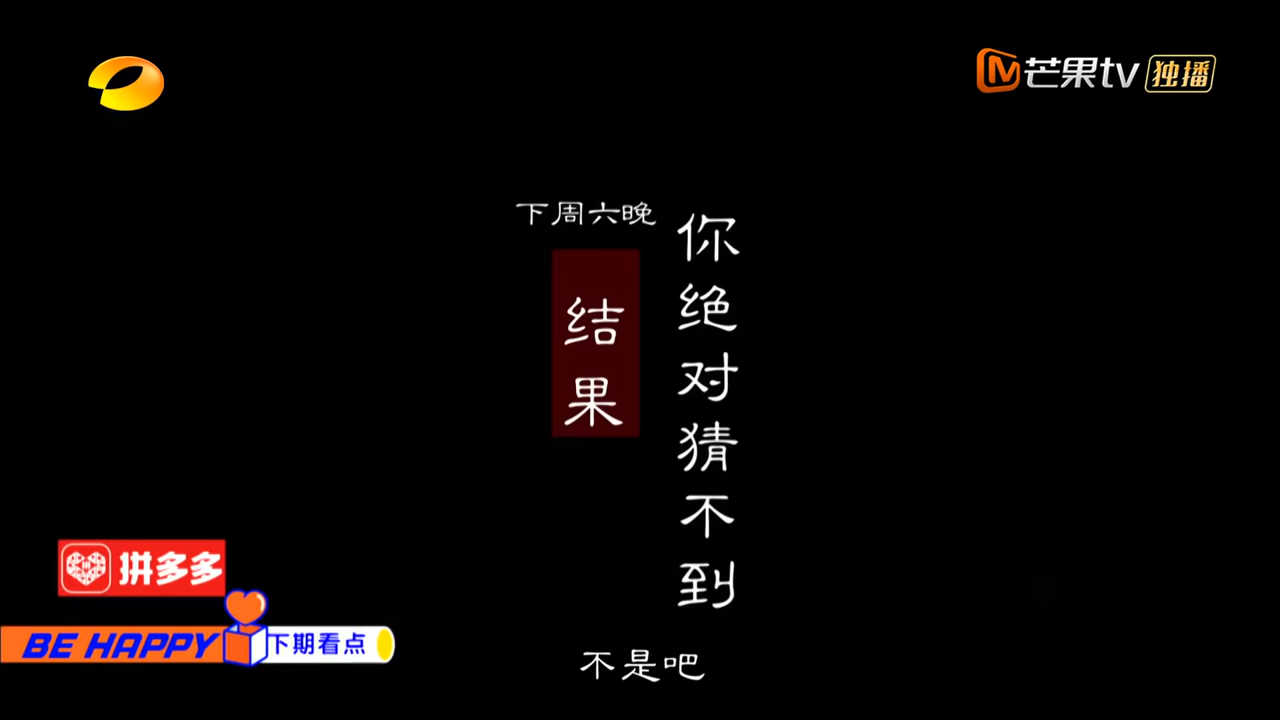 芒果tv 独播
下周六晚
你绝对猜不到
结果
拼多多
BE HAPPY 下期看点
不是吧